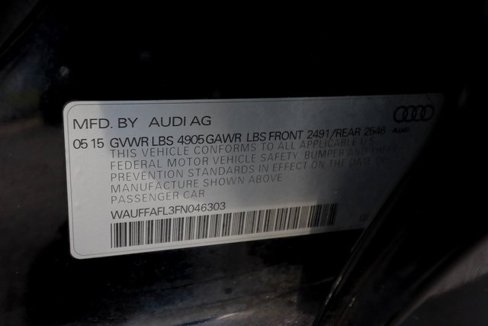 MFD. BY AUDI AG
05 15 GVWR LBS 4905 GAWR LBS FRONT 2491/REAR 2646
THIS VEHICLE CONFORMS TO ALL APPLICABLE U.S.
FEDERAL MOTOR VEHICLE SAFETY, BUMPER AND THEFT
PREVENTION STANDARDS IN EFFECT ON THE DATE OF
MANUFACTURE SHOWN ABOVE
PASSENGER CAR
WAUFFAFL3FN046303
Audi